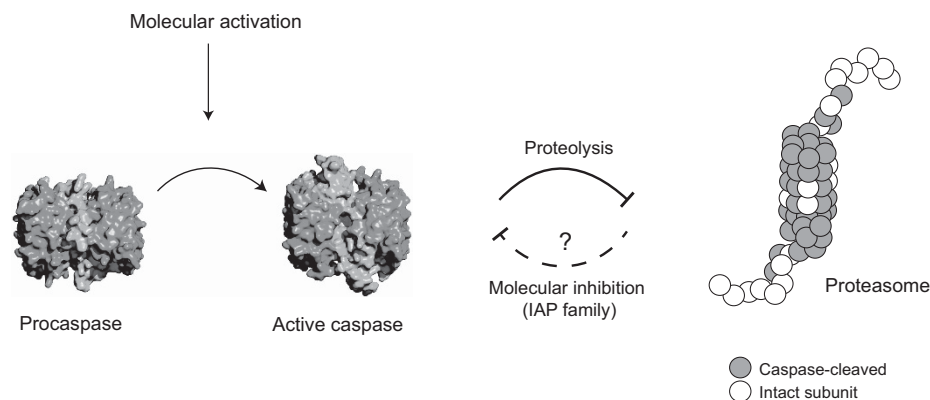 Molecular activation
Procaspase
Active caspase
Proteolysis
?
Molecular inhibition
(IAP family)
Proteasome
Caspase-cleaved
Intact subunit